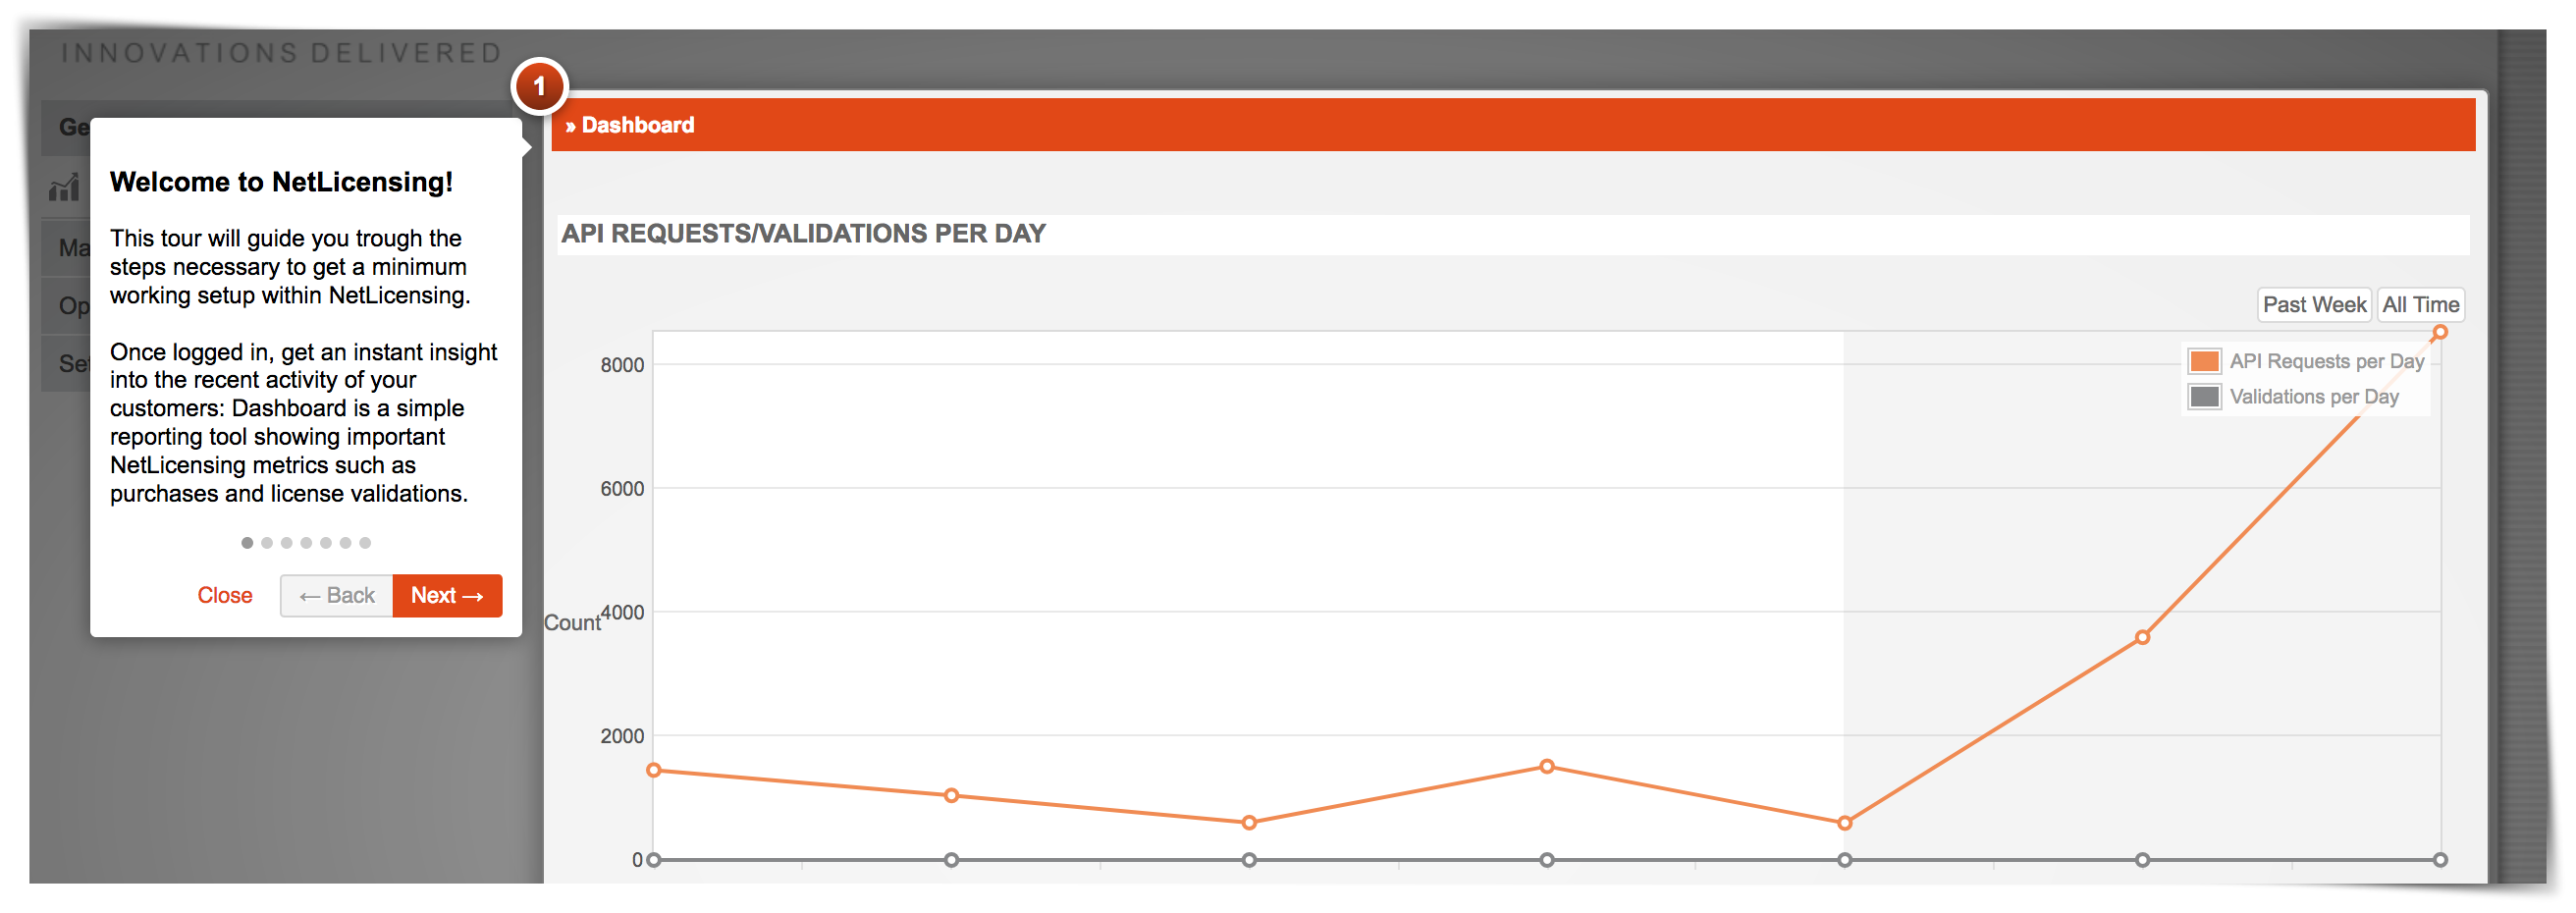 INNOVATIONS DELIVERED
1
Ge
Ma
Op
Set
Welcome to NetLicensing!
This tour will guide you trough the
steps necessary to get a minimum
working setup within NetLicensing.
Once logged in, get an instant insight
into the recent activity of your
customers: Dashboard is a simple
reporting tool showing important
NetLicensing metrics such as
purchases and license validations.
Close
← Back
Next →
» Dashboard
API REQUESTS/VALIDATIONS PER DAY
Past Week
All Time
API Requests per Day
Validations per Day
8000
6000
4000
Count
2000
0